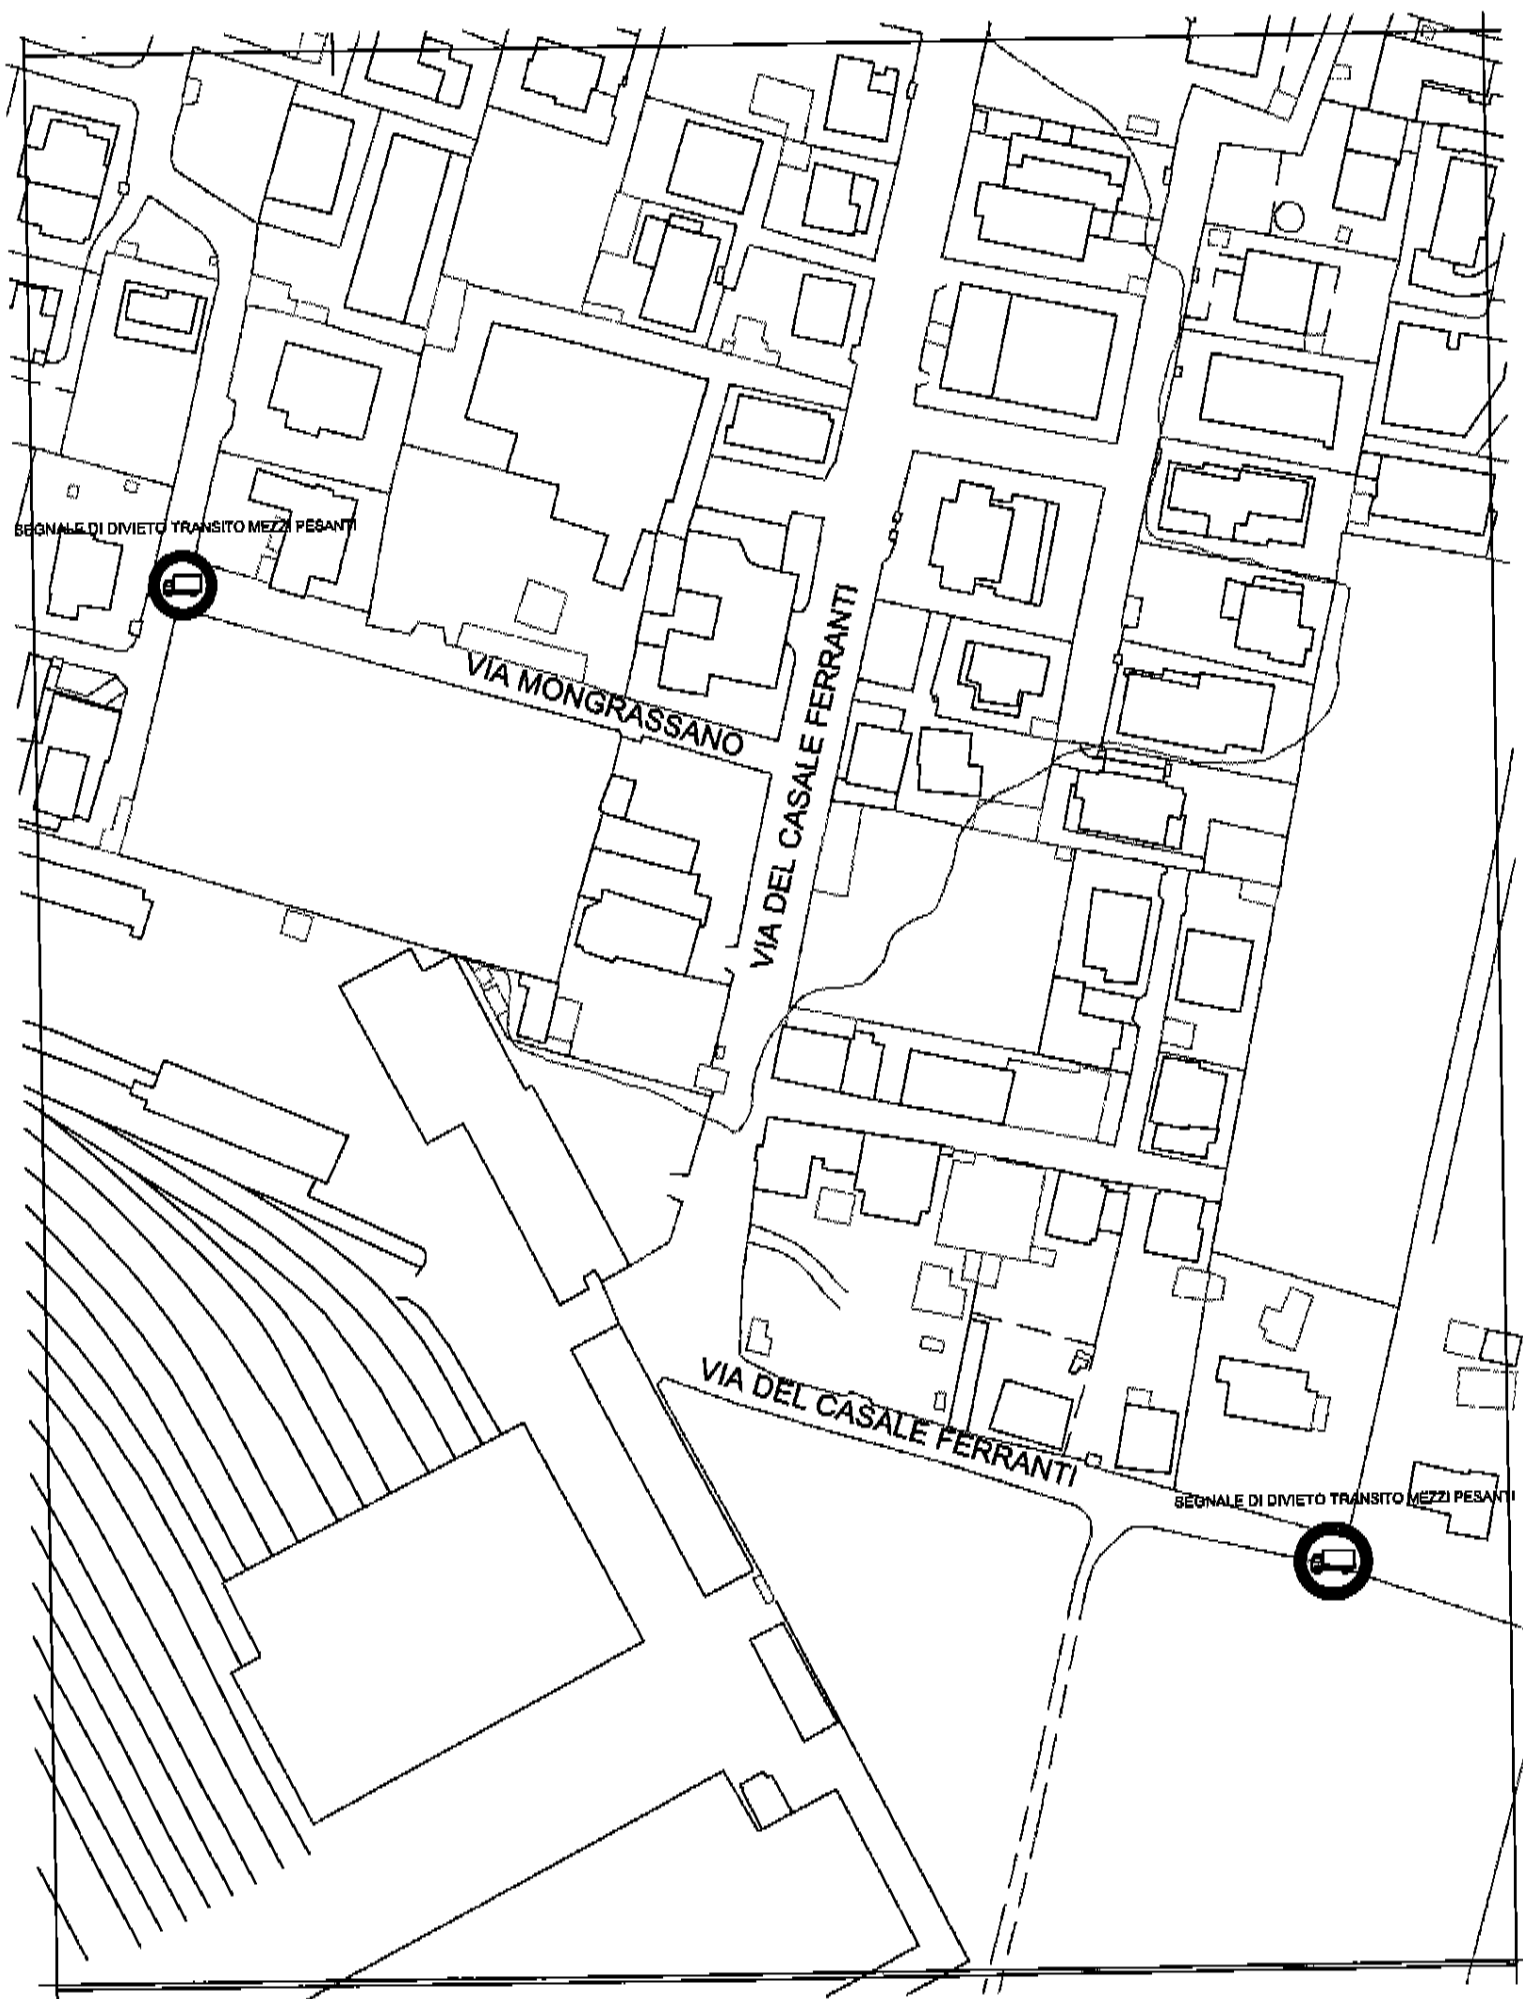 SEGNALE DI DIVIETO TRANSITO MEZZI PESANTI
VIA MONGRASSANO
VIA DEL CASALE FERRANTI
VIA DEL CASALE FERRANTI
SEGNALE DI DIVIETO TRANSITO MEZZI PESANTI